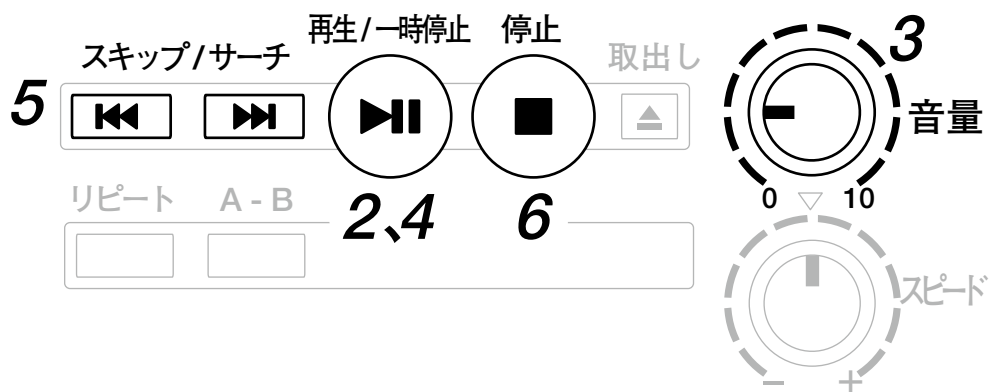 再生/一時停止 停止 3
スキップ/サーチ 取出し
5 音量
0 10
リピート A - B
2、4 6
スピード
- +